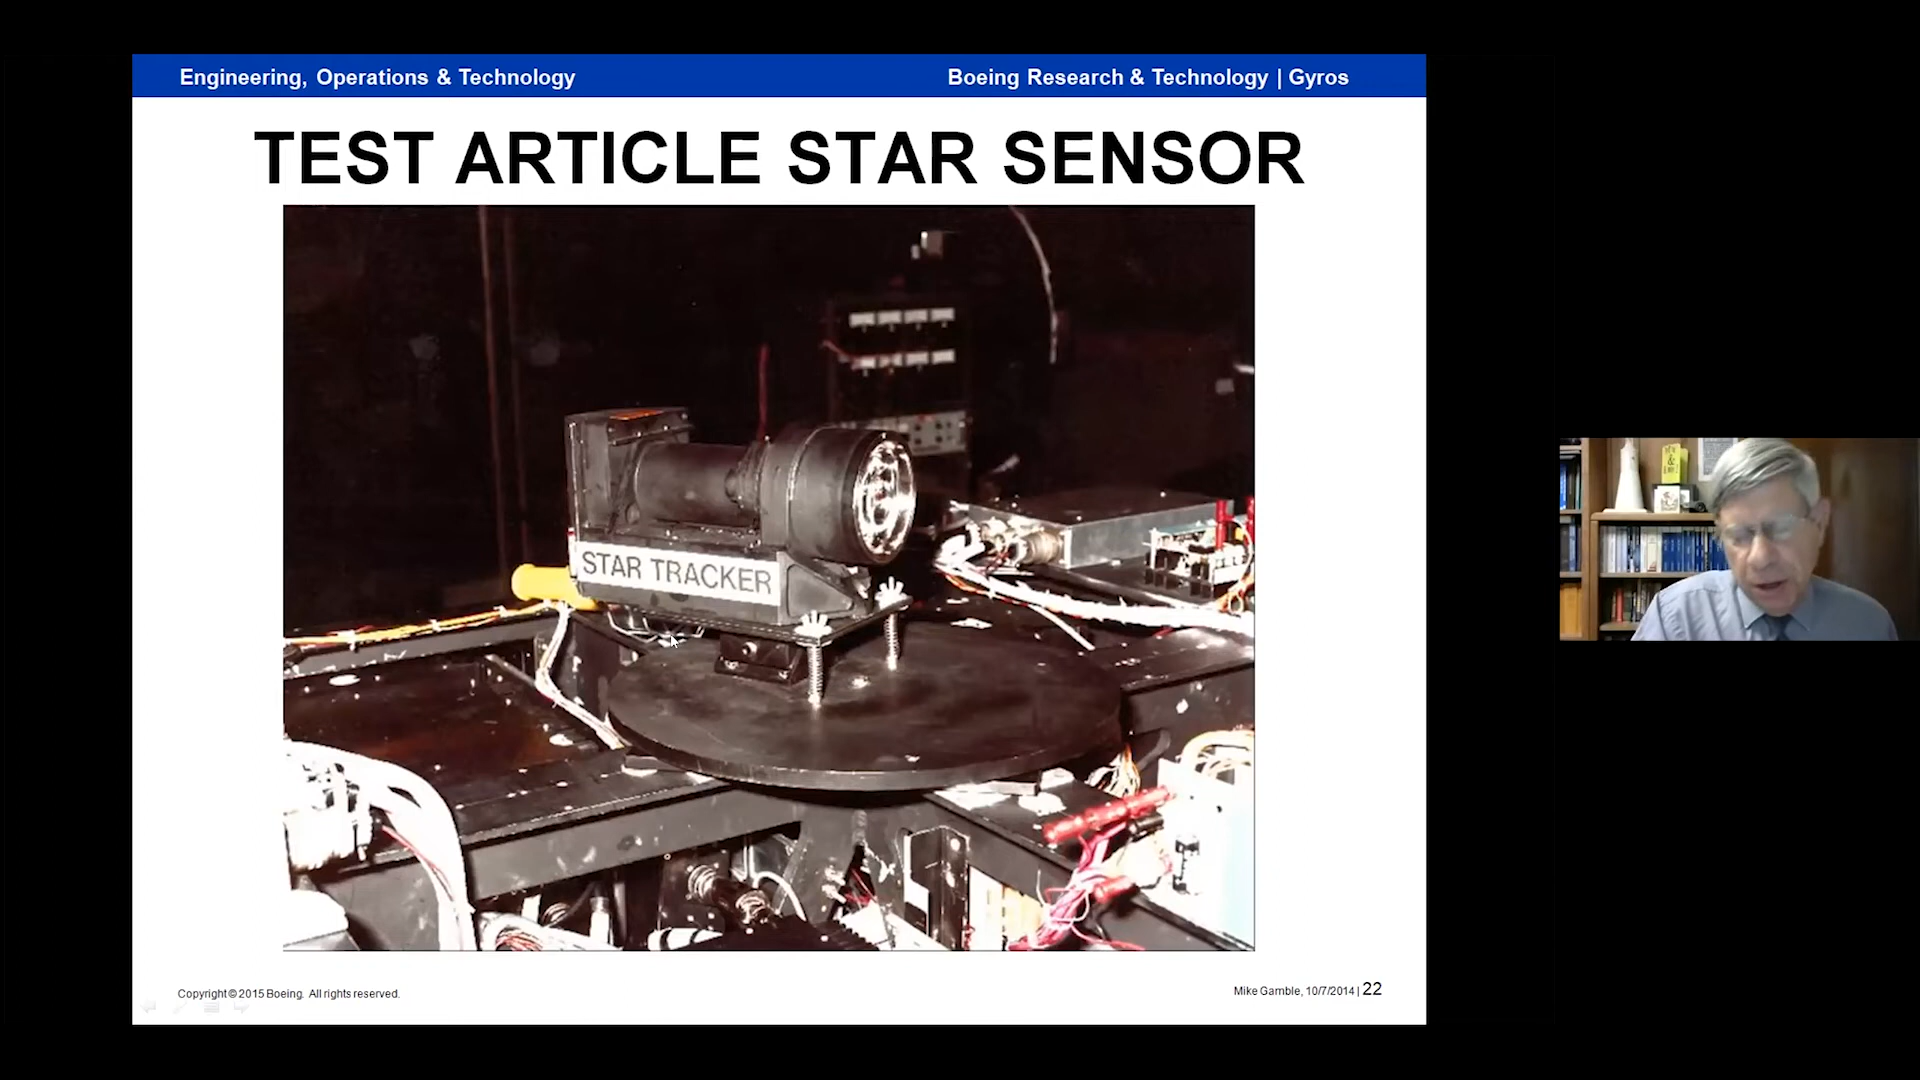 Engineering, Operations & Technology
Boeing Research & Technology | Gyros
TEST ARTICLE STAR SENSOR
STAR TRACKER
Copyright © 2015 Boeing. All rights reserved.
Mike Gamble, 10/7/2014 | 22